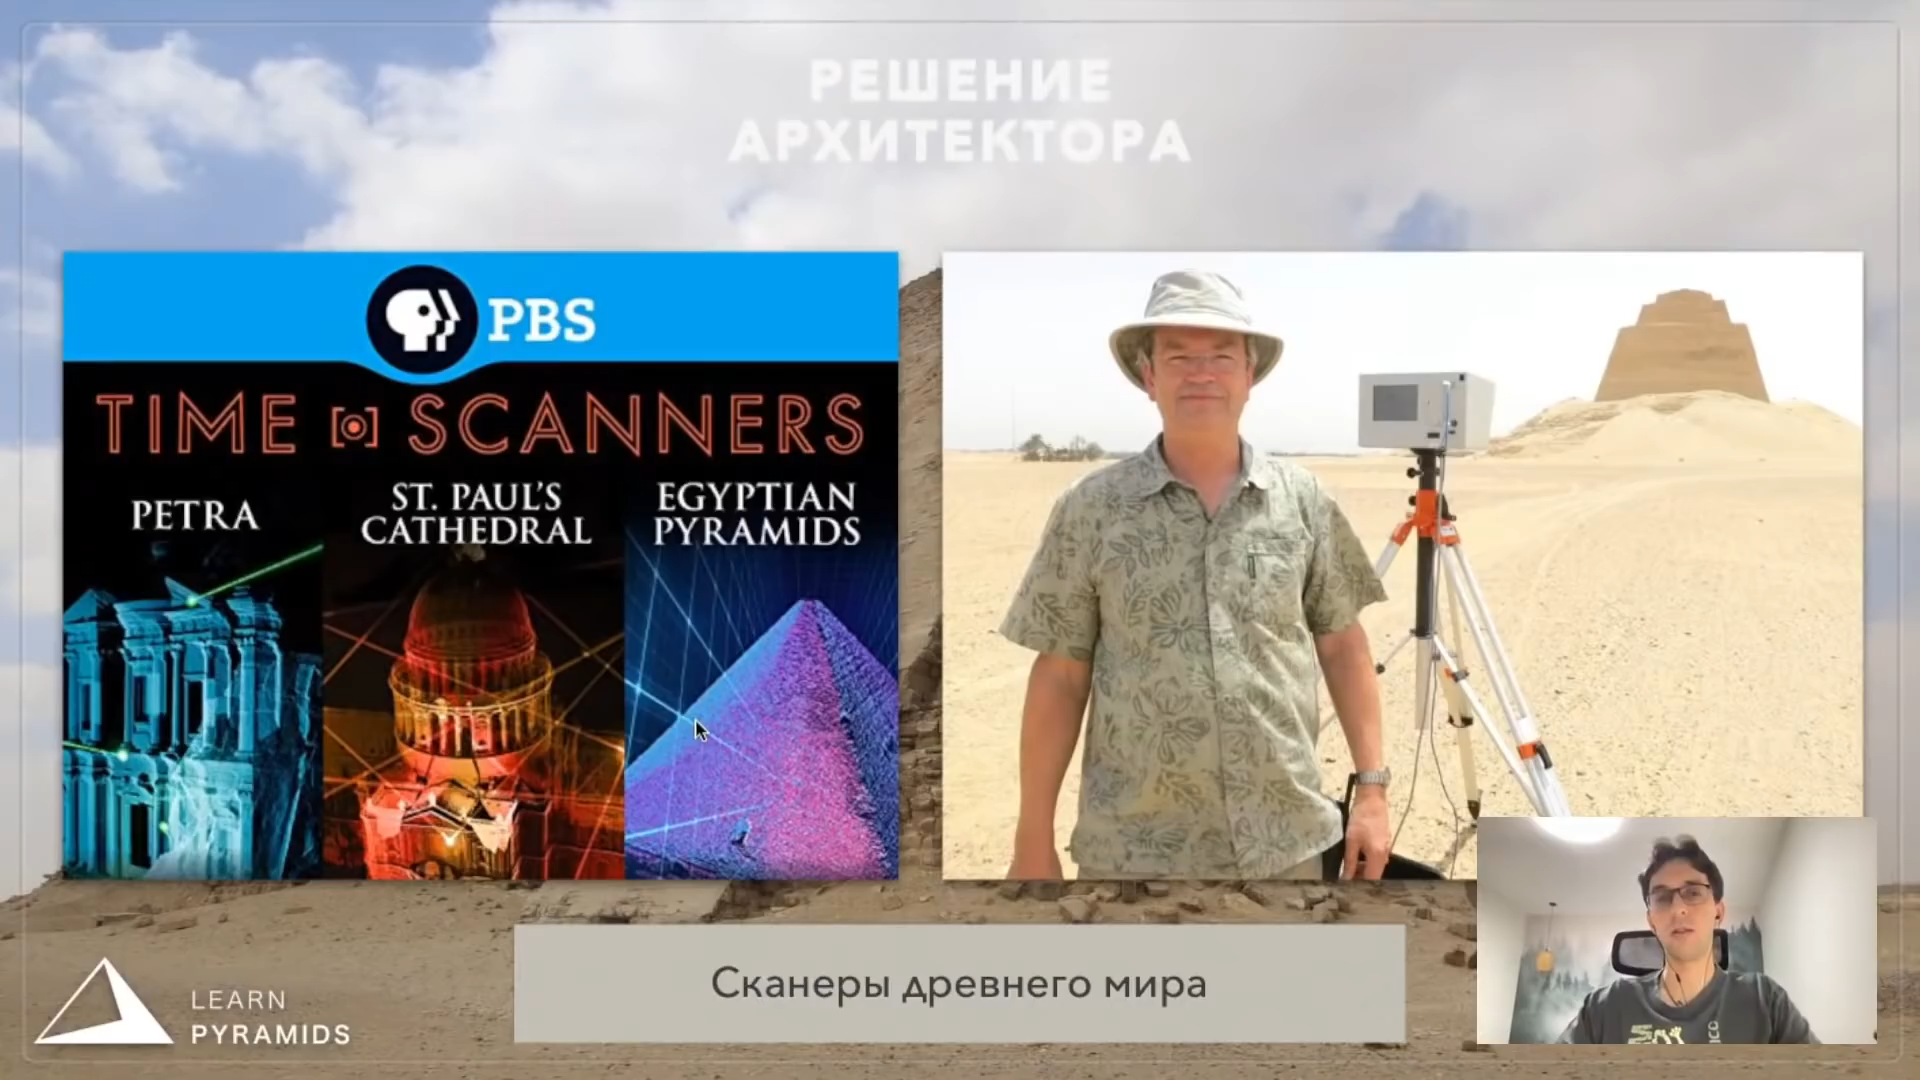 РЕШЕНИЕ
АРХИТЕКТОРА
PBS
TIME SCANNERS
PETRA
ST. PAUL'S
CATHEDRAL
EGYPTIAN
PYRAMIDS
Сканеры древнего мира
LEARN
PYRAMIDS